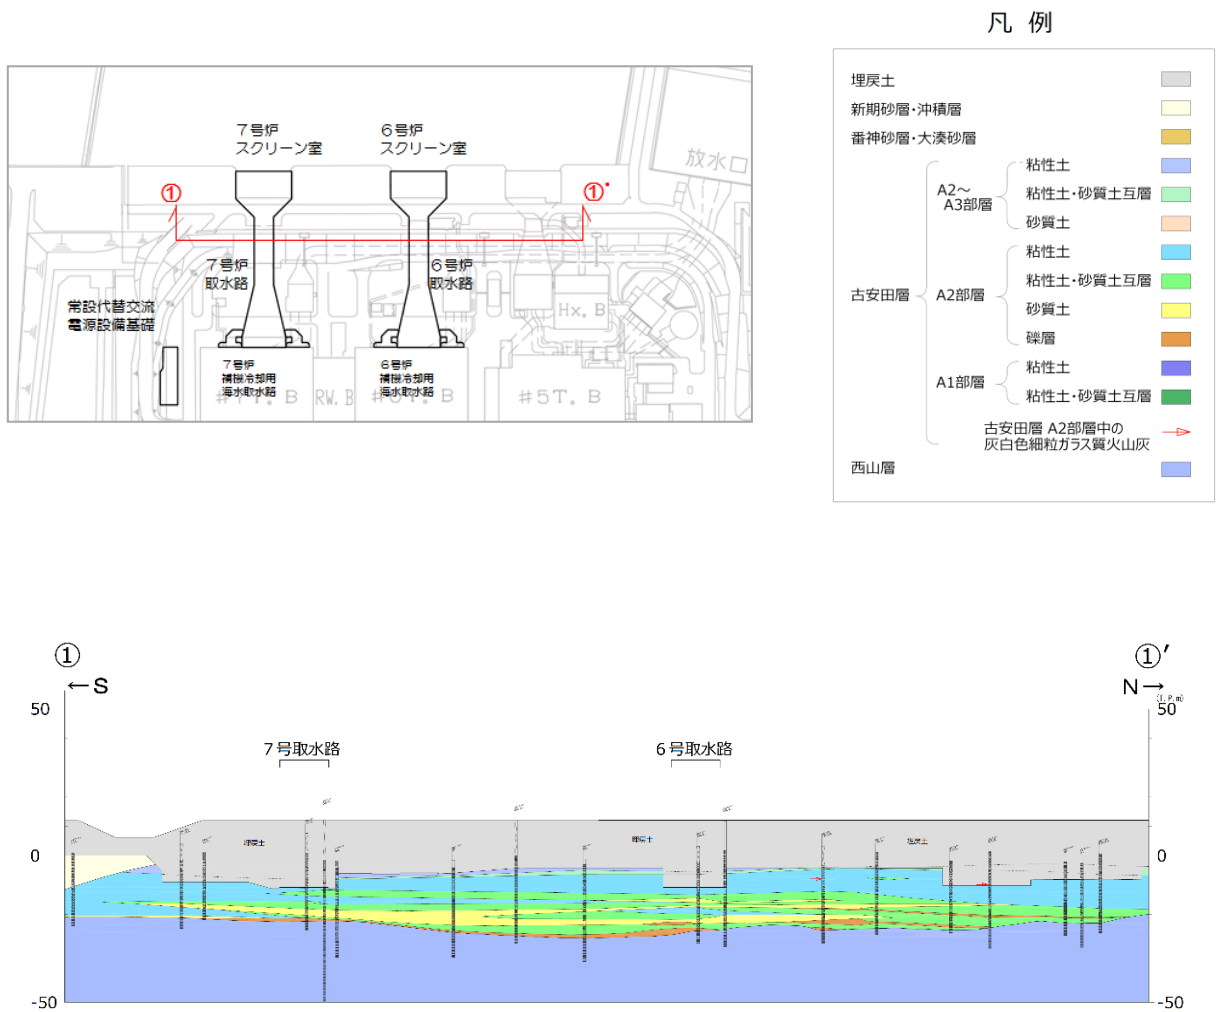 凡 例
埋戻土
新期砂層・沖積層
番神砂層・大湊砂層
古安田層
A2～
A3部層
粘性土
粘性土・砂質土互層
砂質土
A2部層
粘性土
粘性土・砂質土互層
砂質土
礫層
A1部層
粘性土
粘性土・砂質土互層
古安田層 A2部層中の
灰白色細粒ガラス質火山灰
西山層
7号炉
スクリーン室
6号炉
スクリーン室
放水口
①
①'
7号炉
取水路
6号炉
取水路
常設代替交流
電源設備基礎
Hx. B
7号炉
補機冷却用
海水取水路
6号炉
補機冷却用
海水取水路
RW. B
#5T. B
①
①′
←S
N→
(T.P.m)
50
50
7号取水路
6号取水路
埋戻土
埋戻土
埋戻土
0
0
-50
-50